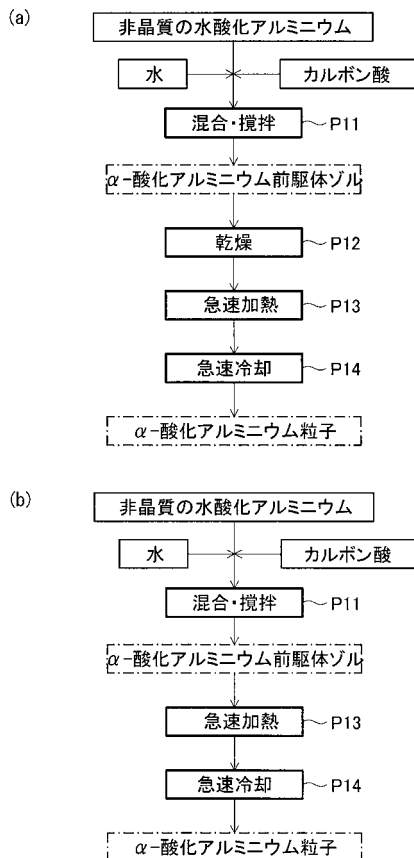 (a)
非晶質の水酸化アルミニウム
水
カルボン酸
混合・撹拌
P11
α-酸化アルミニウム前駆体ゾル
乾燥
P12
急速加熱
P13
急速冷却
P14
α-酸化アルミニウム粒子
(b)
非晶質の水酸化アルミニウム
水
カルボン酸
混合・撹拌
P11
α-酸化アルミニウム前駆体ゾル
急速加熱
P13
急速冷却
P14
α-酸化アルミニウム粒子